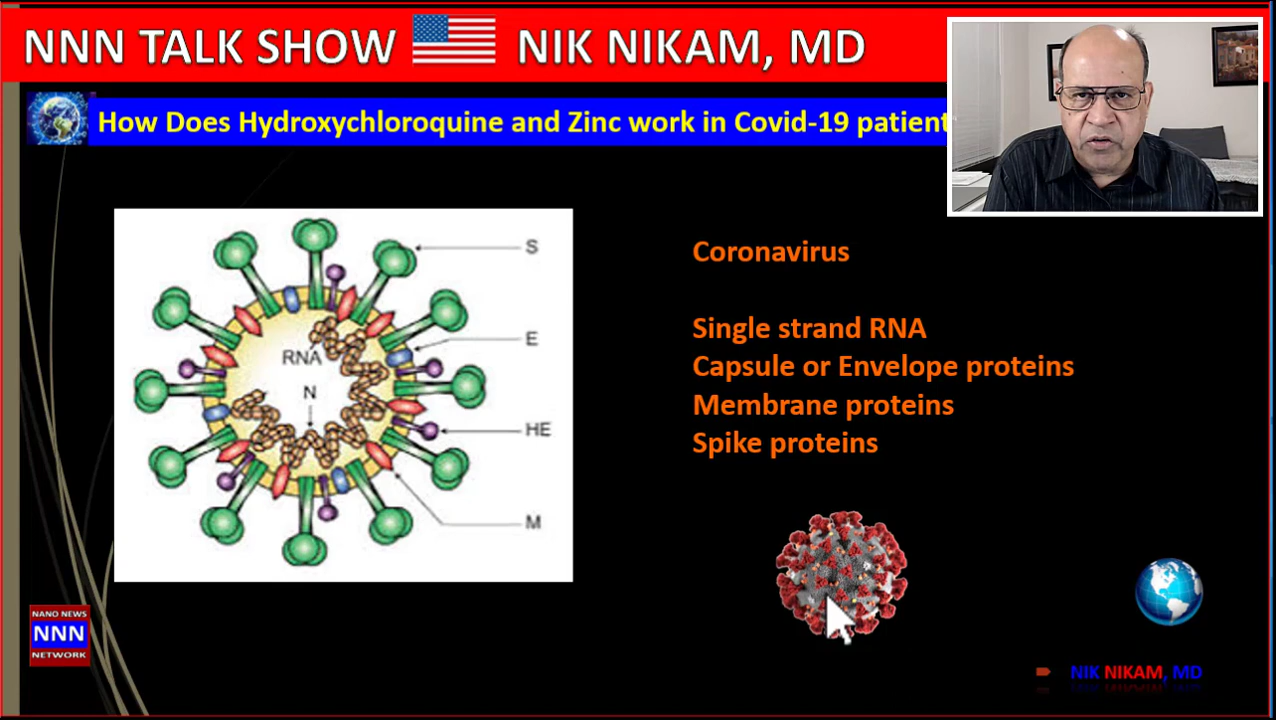 NNN TALK SHOW NIK NIKAM, MD
How Does Hydroxychloroquine and Zinc work in Covid-19 patient
S
E
RNA
N
HE
M
Coronavirus
Single strand RNA
Capsule or Envelope proteins
Membrane proteins
Spike proteins
NANO NEWS
NNN
NETWORK
NIK NIKAM, MD